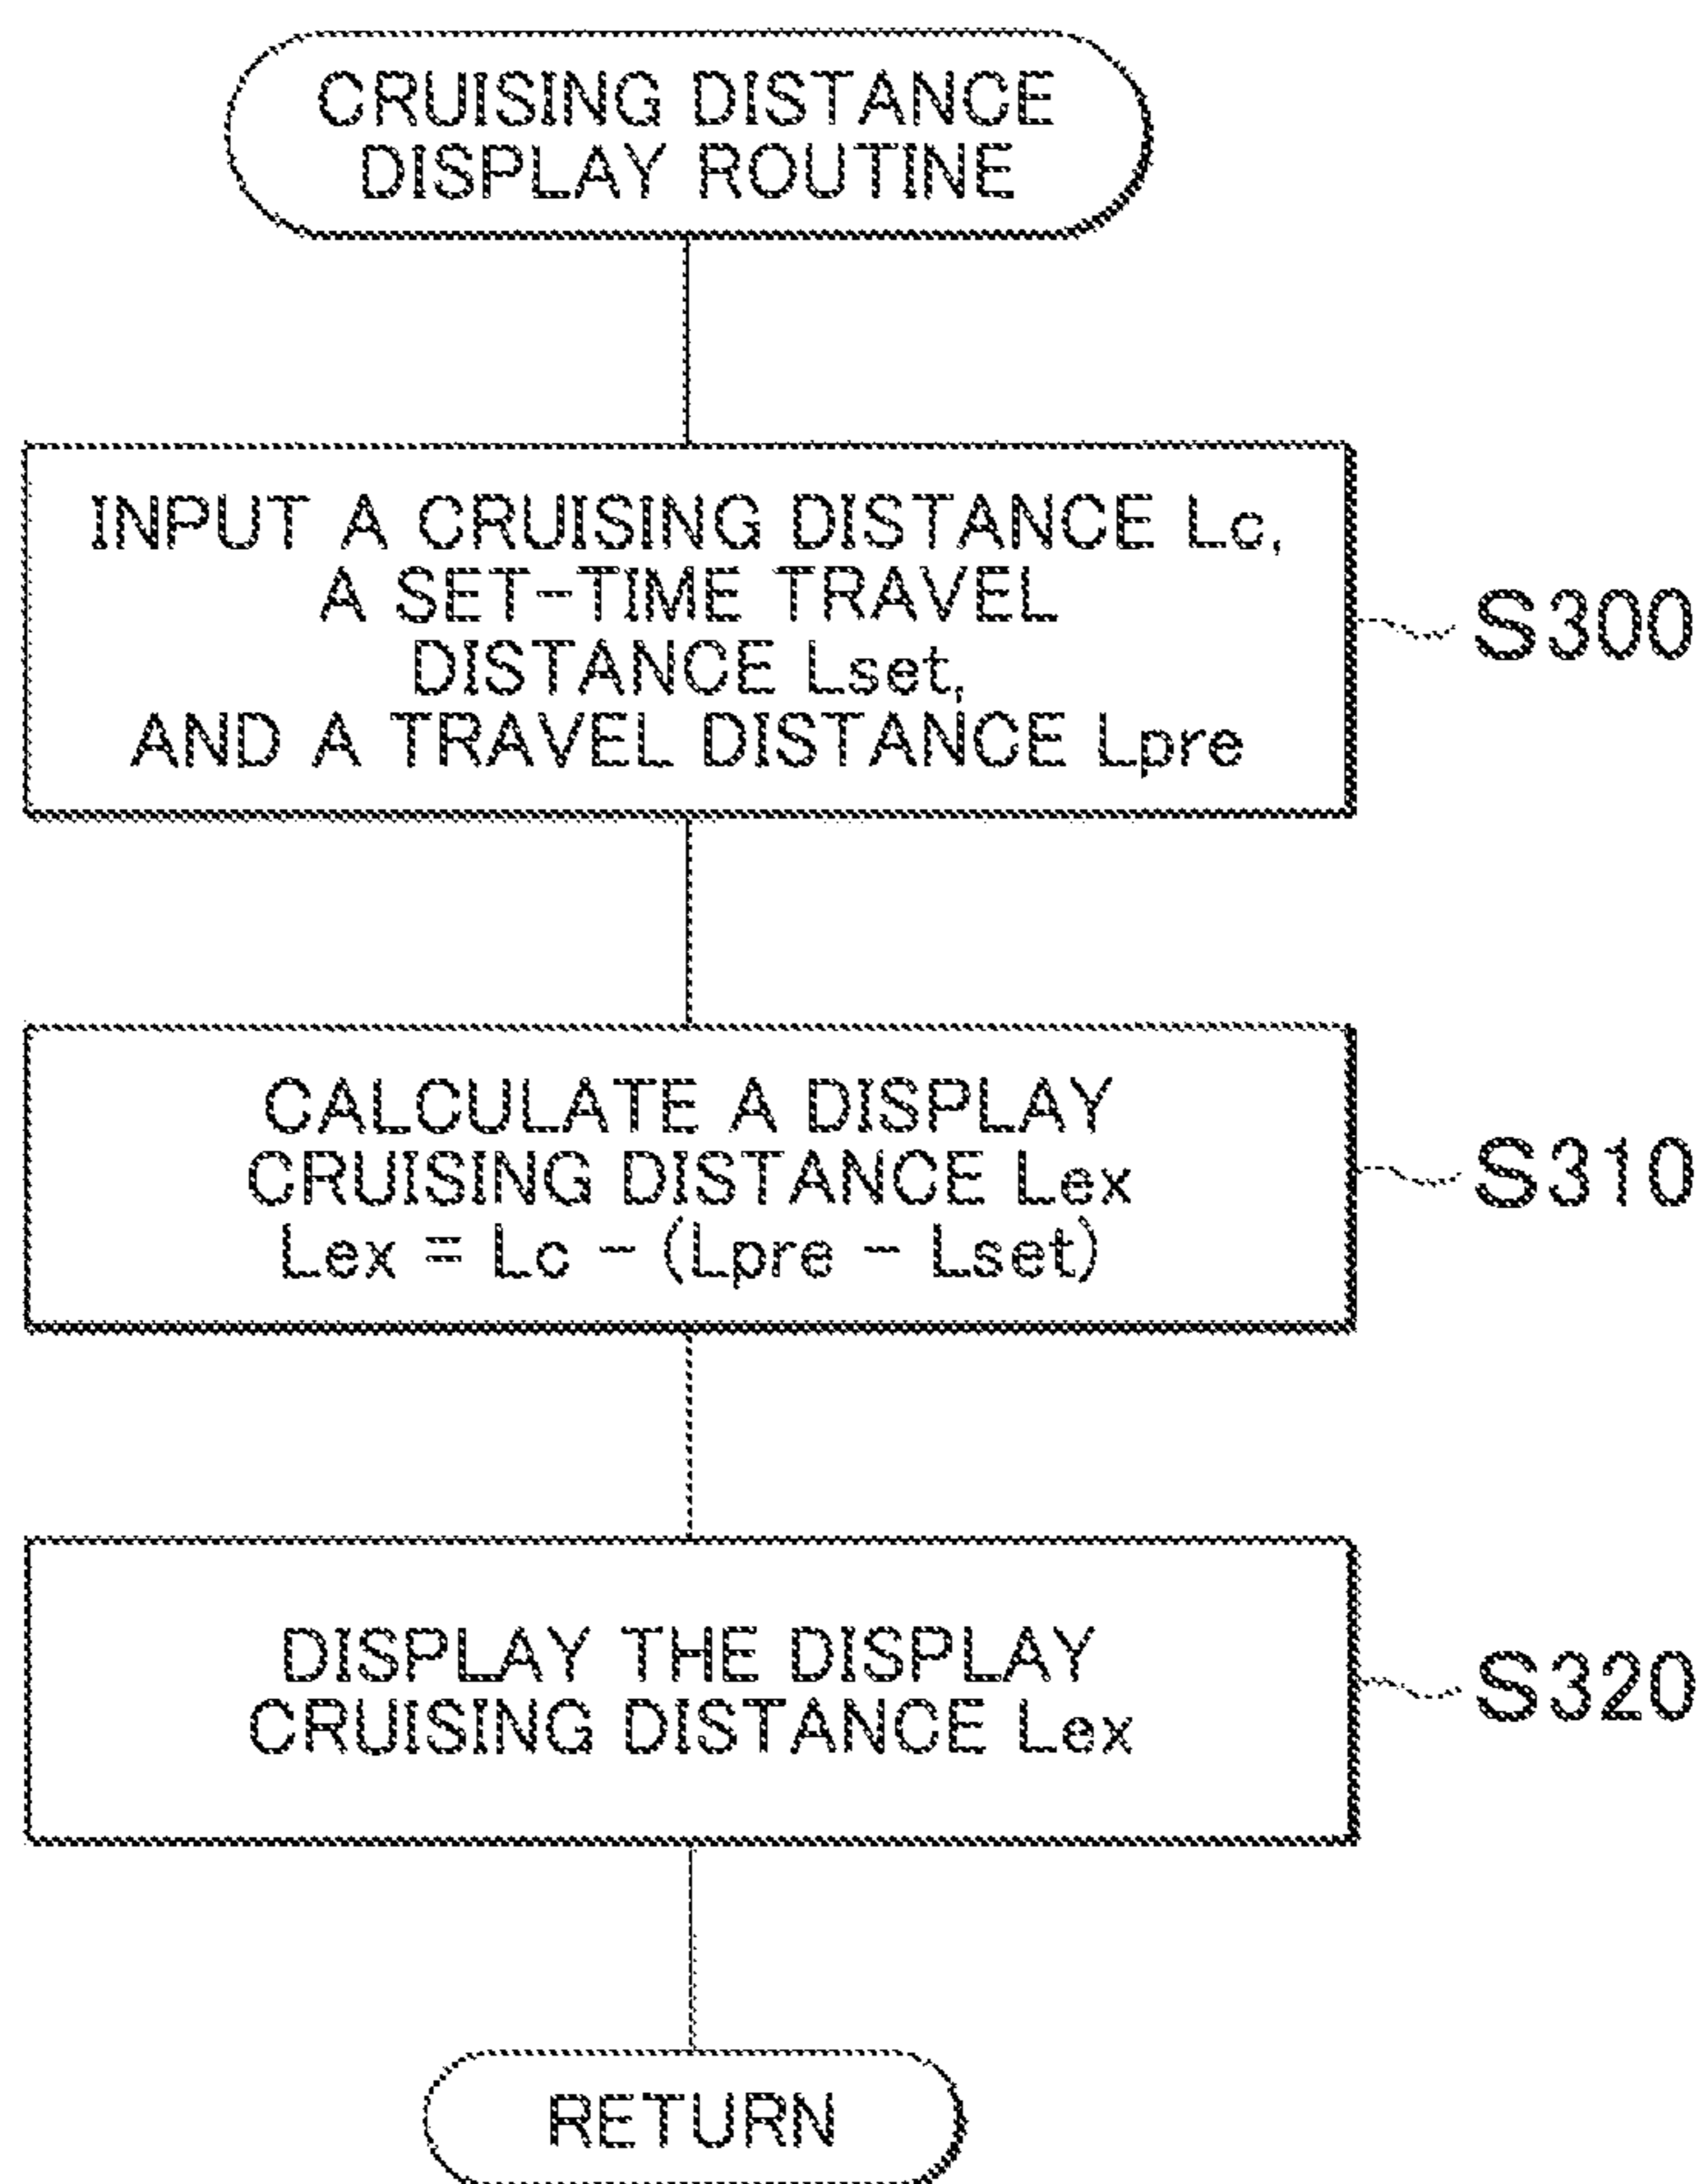 CRUISING DISTANCE
DISPLAY ROUTINE
INPUT A CRUISING DISTANCE Lc,
A SET-TIME TRAVEL
DISTANCE Lset,
AND A TRAVEL DISTANCE Lpre
S300
CALCULATE A DISPLAY
CRUISING DISTANCE Lex
Lex = Lc - (Lpre - Lset)
S310
DISPLAY THE DISPLAY
CRUISING DISTANCE Lex
S320
RETURN